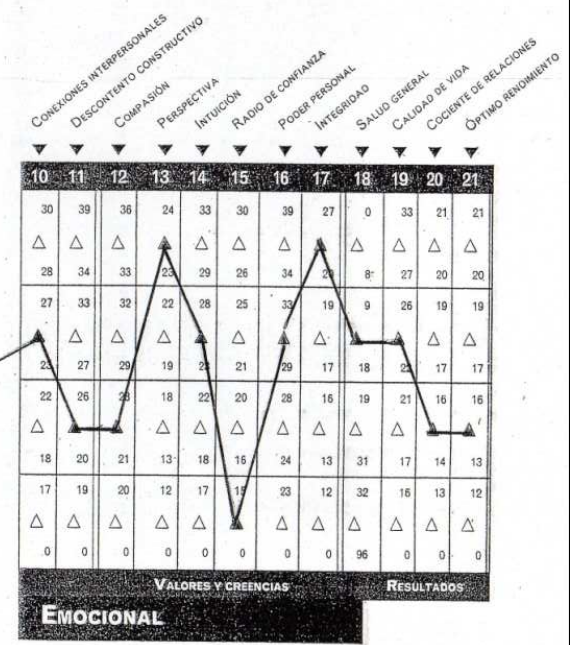 CONEXIONES INTERPERSONALES
DESCONTENTO CONSTRUCTIVO
COMPASIÓN
PERSPECTIVA
INTUICIÓN
RADIO DE CONFIANZA
PODER PERSONAL
INTEGRIDAD
SALUD GENERAL
CALIDAD DE VIDA
COCIENTE DE RELACIONES
ÓPTIMO RENDIMIENTO
10 11 12 13 14 15 16 17 18 19 20 21
30 39 36 24 33 30 39 27 0 33 21 21
28 34 33 23 29 26 34 20 8 27 20 20
27 33 32 22 28 25 33 19 9 26 19 19
23 27 29 19 23 21 29 17 18 22 17 17
22 26 28 18 22 20 28 16 19 21 16 16
18 20 21 13 18 16 24 13 31 17 14 13
17 19 20 12 17 15 23 12 32 16 13 12
0 0 0 0 0 0 0 0 96 0 0 0
VALORES Y CREENCIAS RESULTADOS
EMOCIONAL